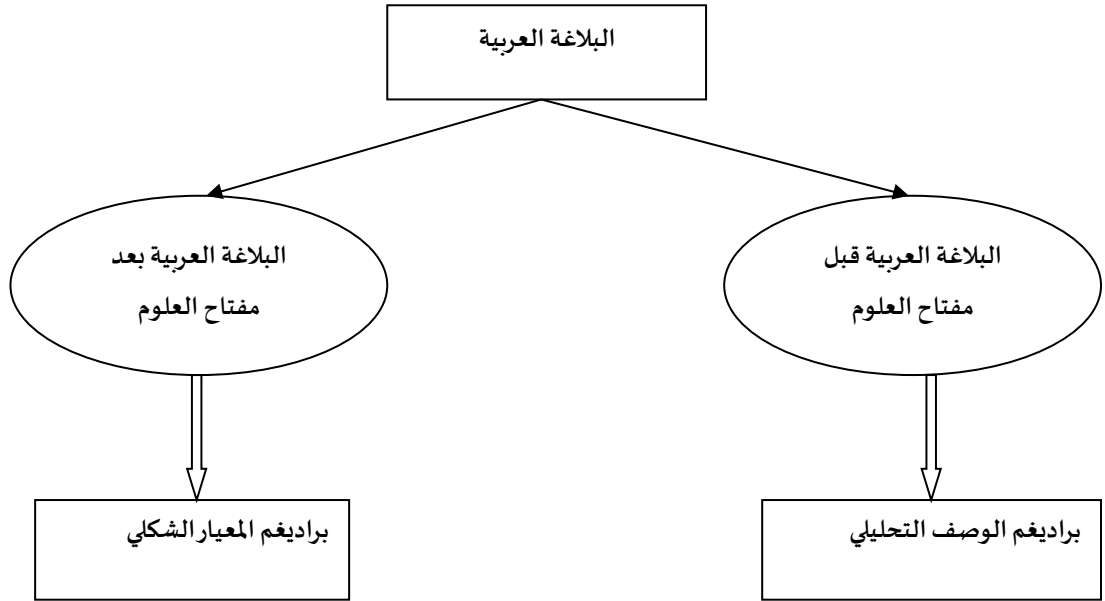 البلاغة العربية
البلاغة العربية قبل
مفتاح العلوم
البلاغة العربية بعد
مفتاح العلوم
براديغم الوصف التحليلي
براديغم المعيار الشكلي